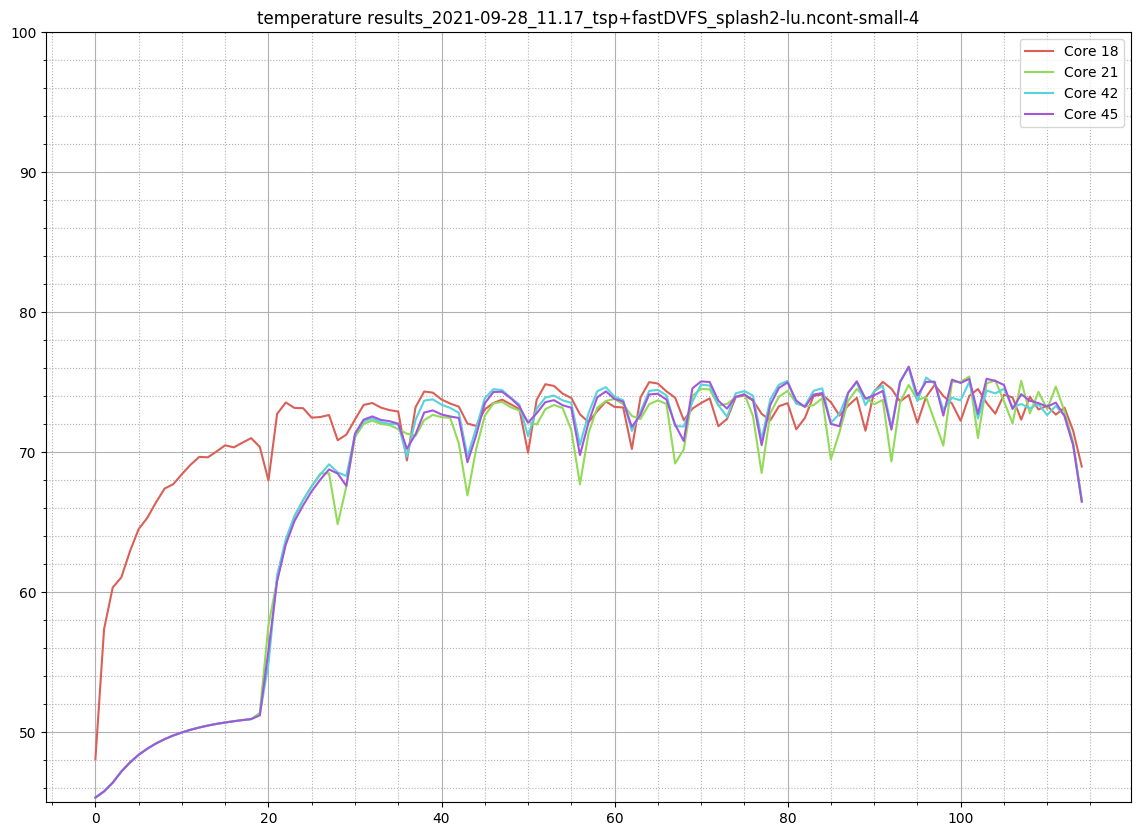 temperature results_2021-09-28_11.17_tsp+fastDVFS_splash2-lu.ncont-small-4
Core 18
Core 21
Core 42
Core 45
100
90
80
70
60
50
0 20 40 60 80 100